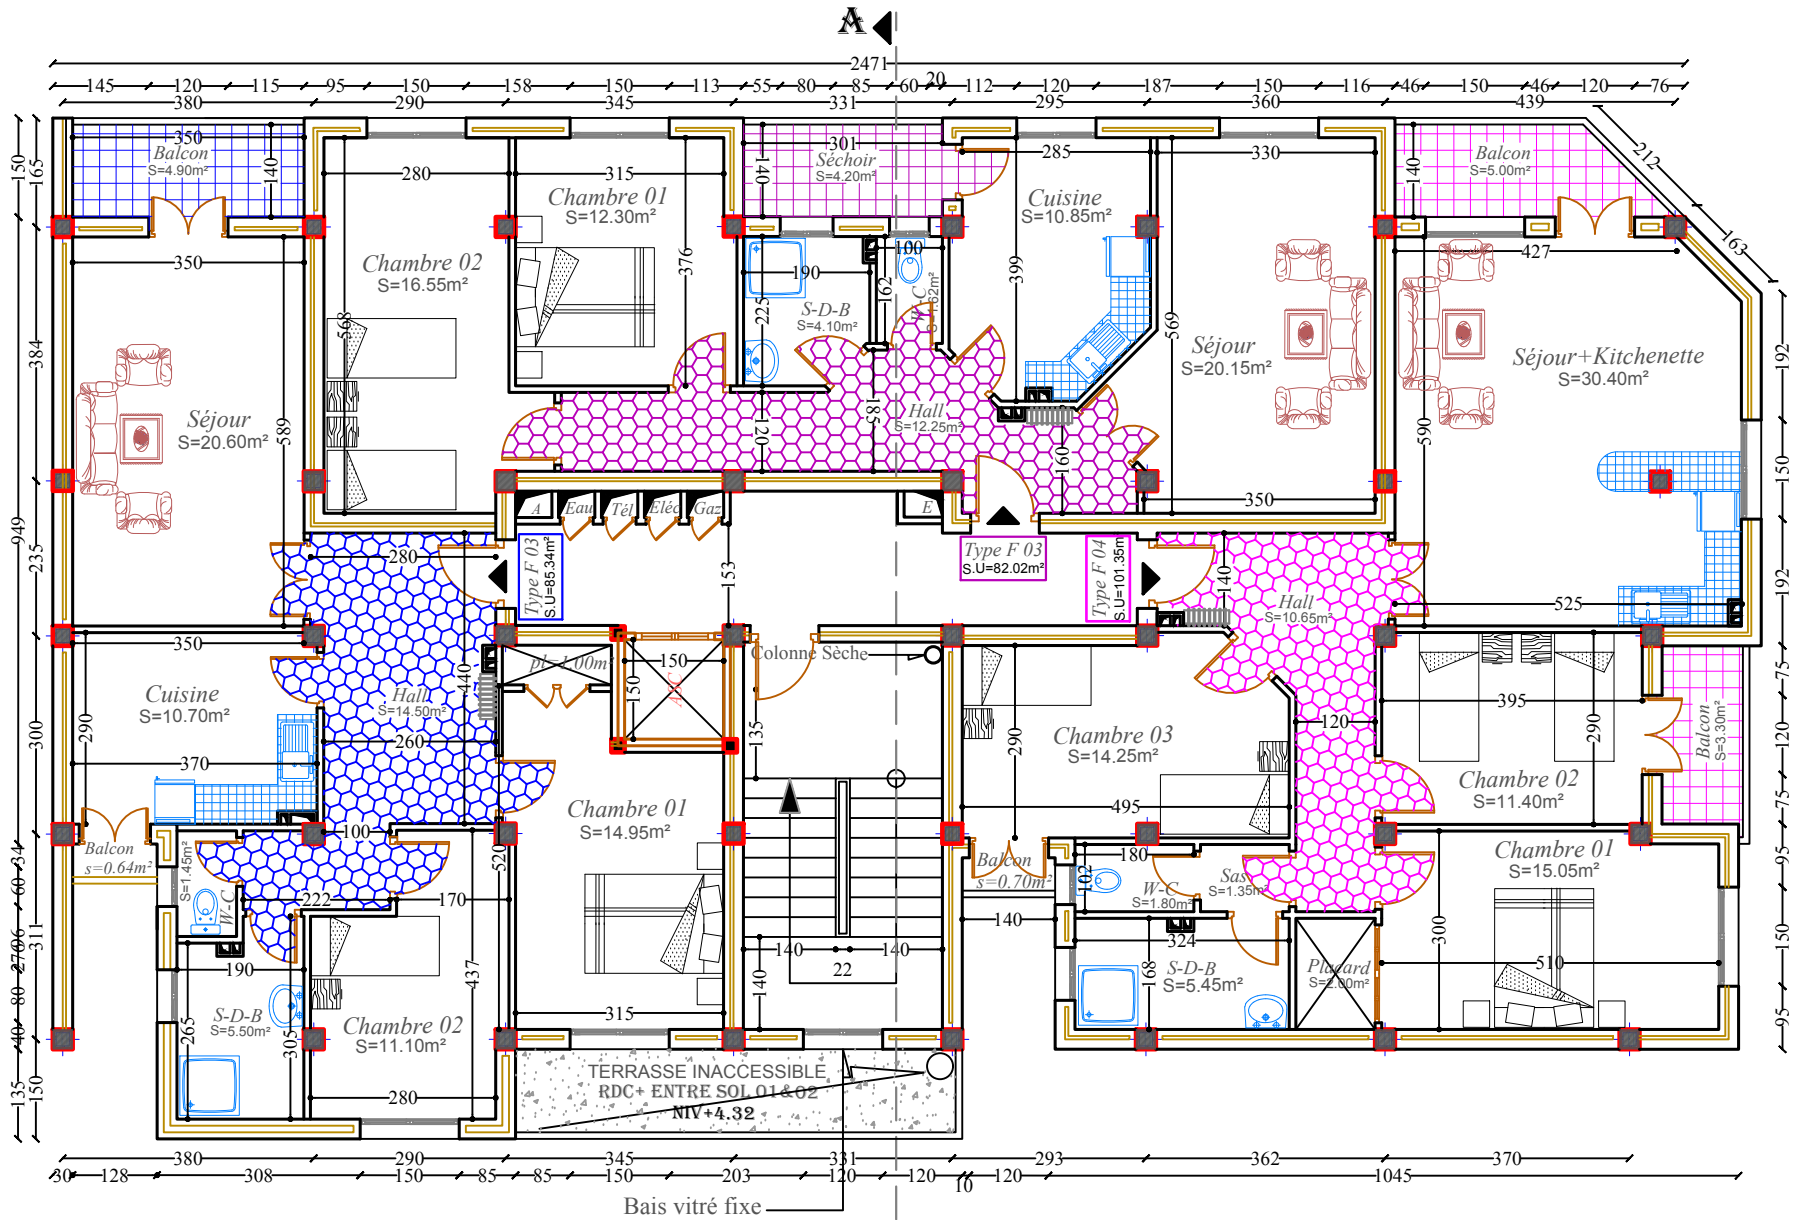 A
2471
145 120 115 95 150 158 150 113 55 80 85 60 20 112 120 187 150 116 46 150 46 120 76
380 290 345 331 295 360 439
150 165 384 949 235 300 34 60 311 80 40 135 150
212
163
192 150 192 75 120 75 95 150 95
350
Balcon
S=4.90m²
140
350
589
Séjour
S=20.60m²
280
Chambre 02
S=16.55m²
568
315
Chambre 01
S=12.30m²
376
301
Séchoir
S=4.20m²
140
190
S-D-B
S=4.10m²
225
100
162
W-C
285
Cuisine
S=10.85m²
399
330
569
Séjour
S=20.15m²
350
140
Balcon
S=5.00m²
427
Séjour+Kitchenette
S=30.40m²
590
525
120
185
Hall
S=12.25m²
160
A
Eau
Tél
Eléc
Gaz
E
280
Type F 03
S.U=85.34m²
153
Type F 03
S.U=82.02m²
Type F 04
S.U=101.35m
140
Hall
S=10.65m²
350
Cuisine
S=10.70m²
290
370
440
Hall
S=14.50m²
260
pl=1.00m²
150
150
ASC
Colonne Sèche
135
290
Chambre 03
S=14.25m²
495
120
395
290
Chambre 02
S=11.40m²
Balcon
S=3.30m²
Chambre 01
S=14.95m²
520
315
100
Balcon
s=0.64m²
S=1.45m²
W-C
222
170
190
S-D-B
S=5.50m²
265
305
437
Chambre 02
S=11.10m²
280
140 140
22
140
Balcon
s=0.70m²
140
180
102
W-C
S=1.80m²
Sas
S=1.35m²
324
168
S-D-B
S=5.45m²
Placard
S=2.00m²
300
Chambre 01
S=15.05m²
510
TERRASSE INACCESSIBLE
RDC+ ENTRE SOL 01&02
NIV+4.32
380 290 345 331 293 362 370
30 128 308 150 85 85 150 203 120 120 10 120 1045
Bais vitré fixe